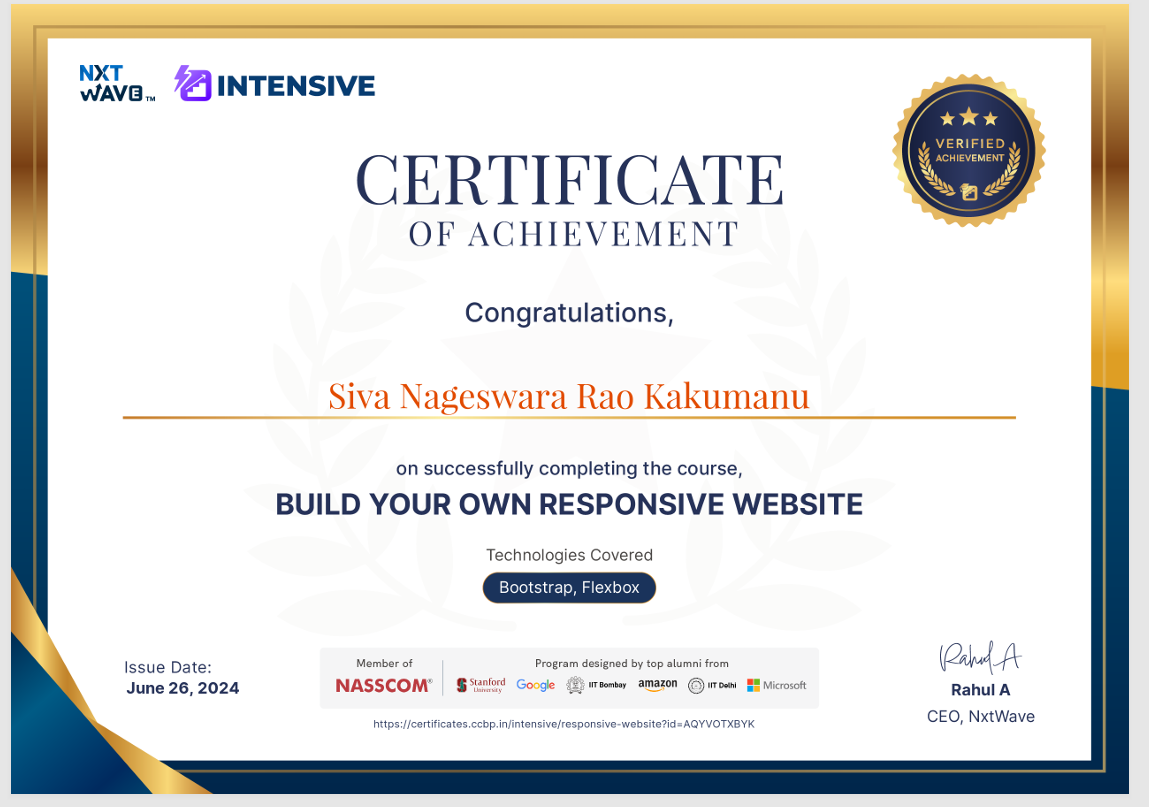 NXT
WAVE™
INTENSIVE
VERIFIED
ACHIEVEMENT
CERTIFICATE
OF ACHIEVEMENT
Congratulations,
Siva Nageswara Rao Kakumanu
on successfully completing the course,
BUILD YOUR OWN RESPONSIVE WEBSITE
Technologies Covered
Bootstrap, Flexbox
Issue Date:
June 26, 2024
Member of
NASSCOM®
Program designed by top alumni from
Stanford
University
Google
IIT Bombay
amazon
IIT Delhi
Microsoft
https://certificates.ccbp.in/intensive/responsive-website?id=AQYVOTXBYK
Rahul A
Rahul A
CEO, NxtWave